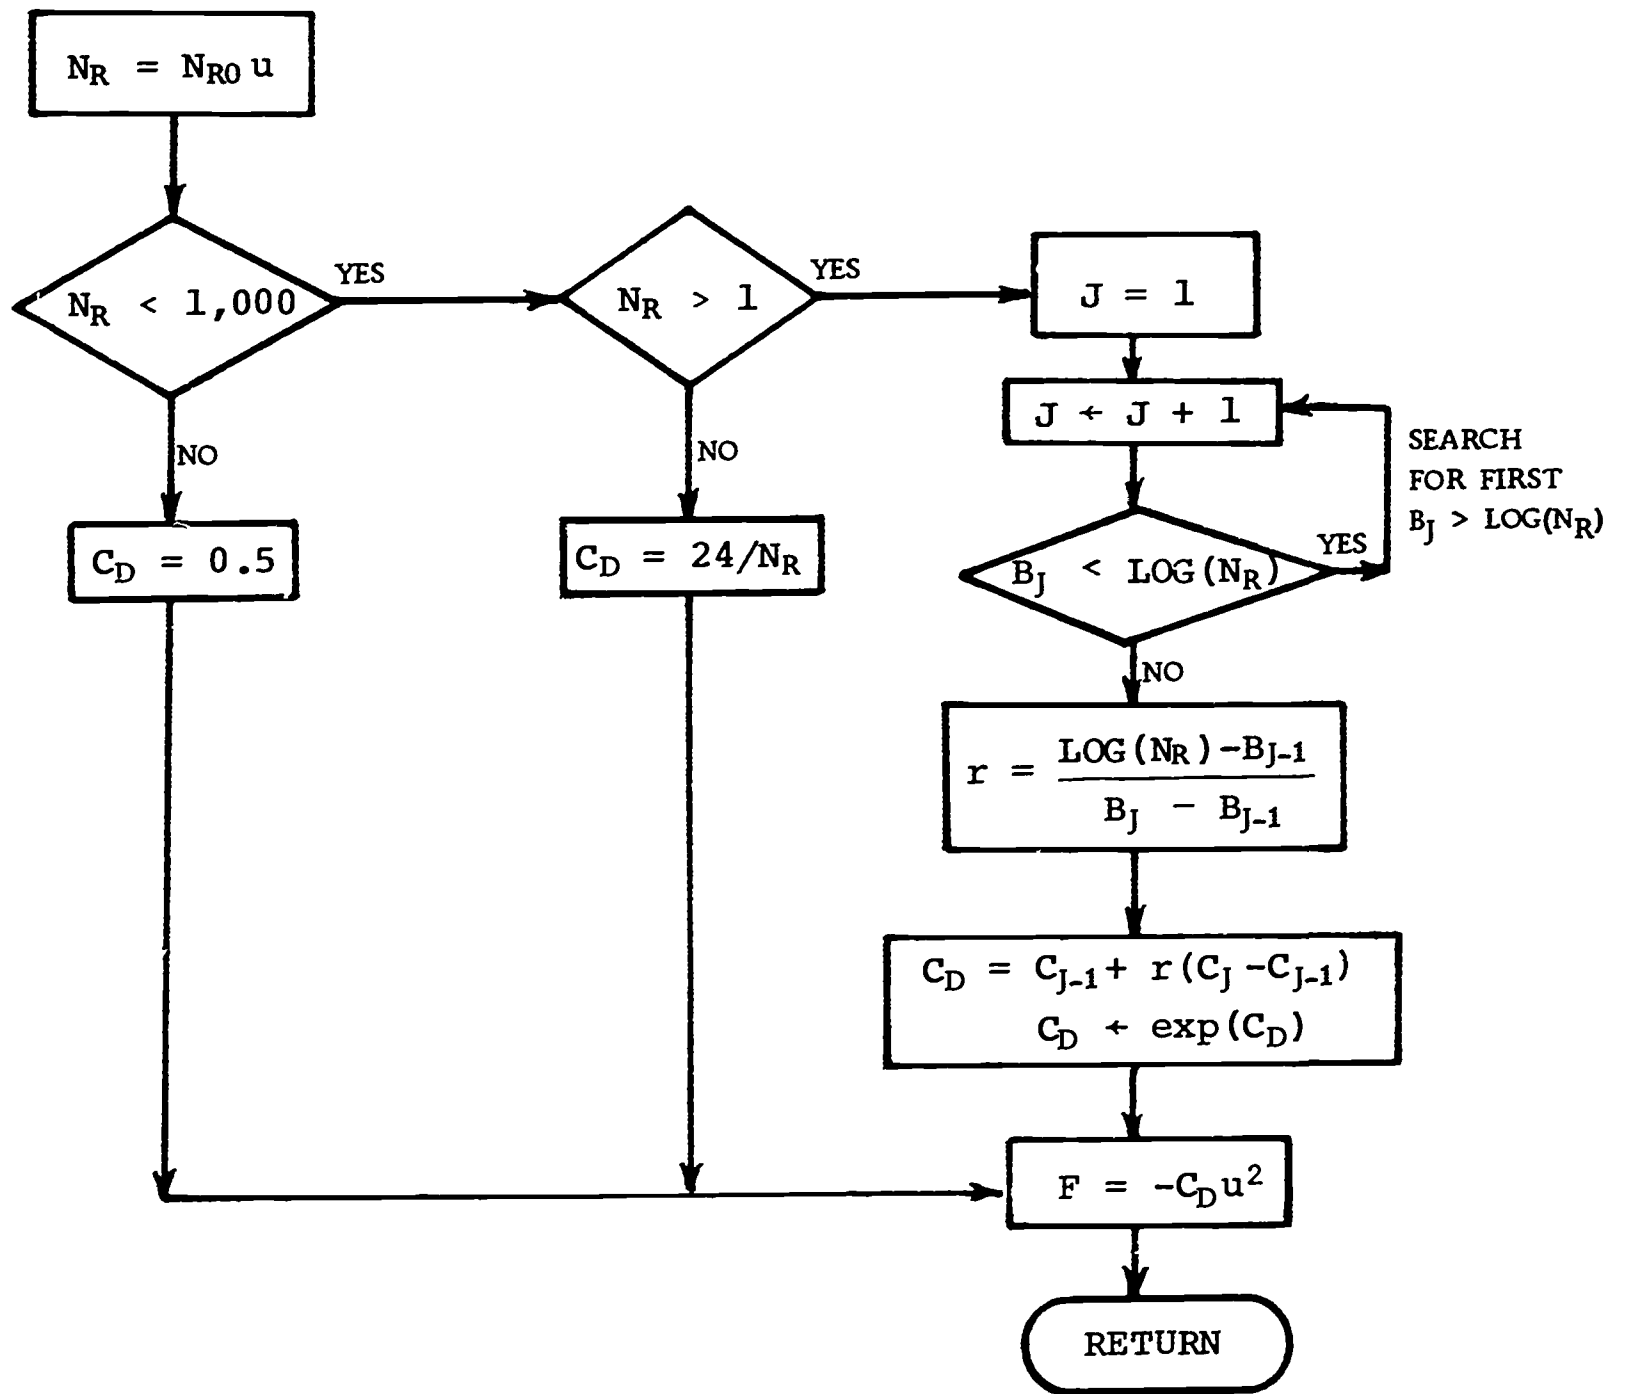 N_R = N_R0 u
N_R < 1,000
YES
NO
C_D = 0.5
N_R > 1
YES
NO
C_D = 24/N_R
J = 1
J ← J + 1
SEARCH
FOR FIRST
B_J > LOG(N_R)
B_J < LOG(N_R)
YES
NO
r = (LOG(N_R)-B_J-1) / (B_J - B_J-1)
C_D = C_J-1 + r(C_J -C_J-1)
C_D ← exp(C_D)
F = -C_D u²
RETURN